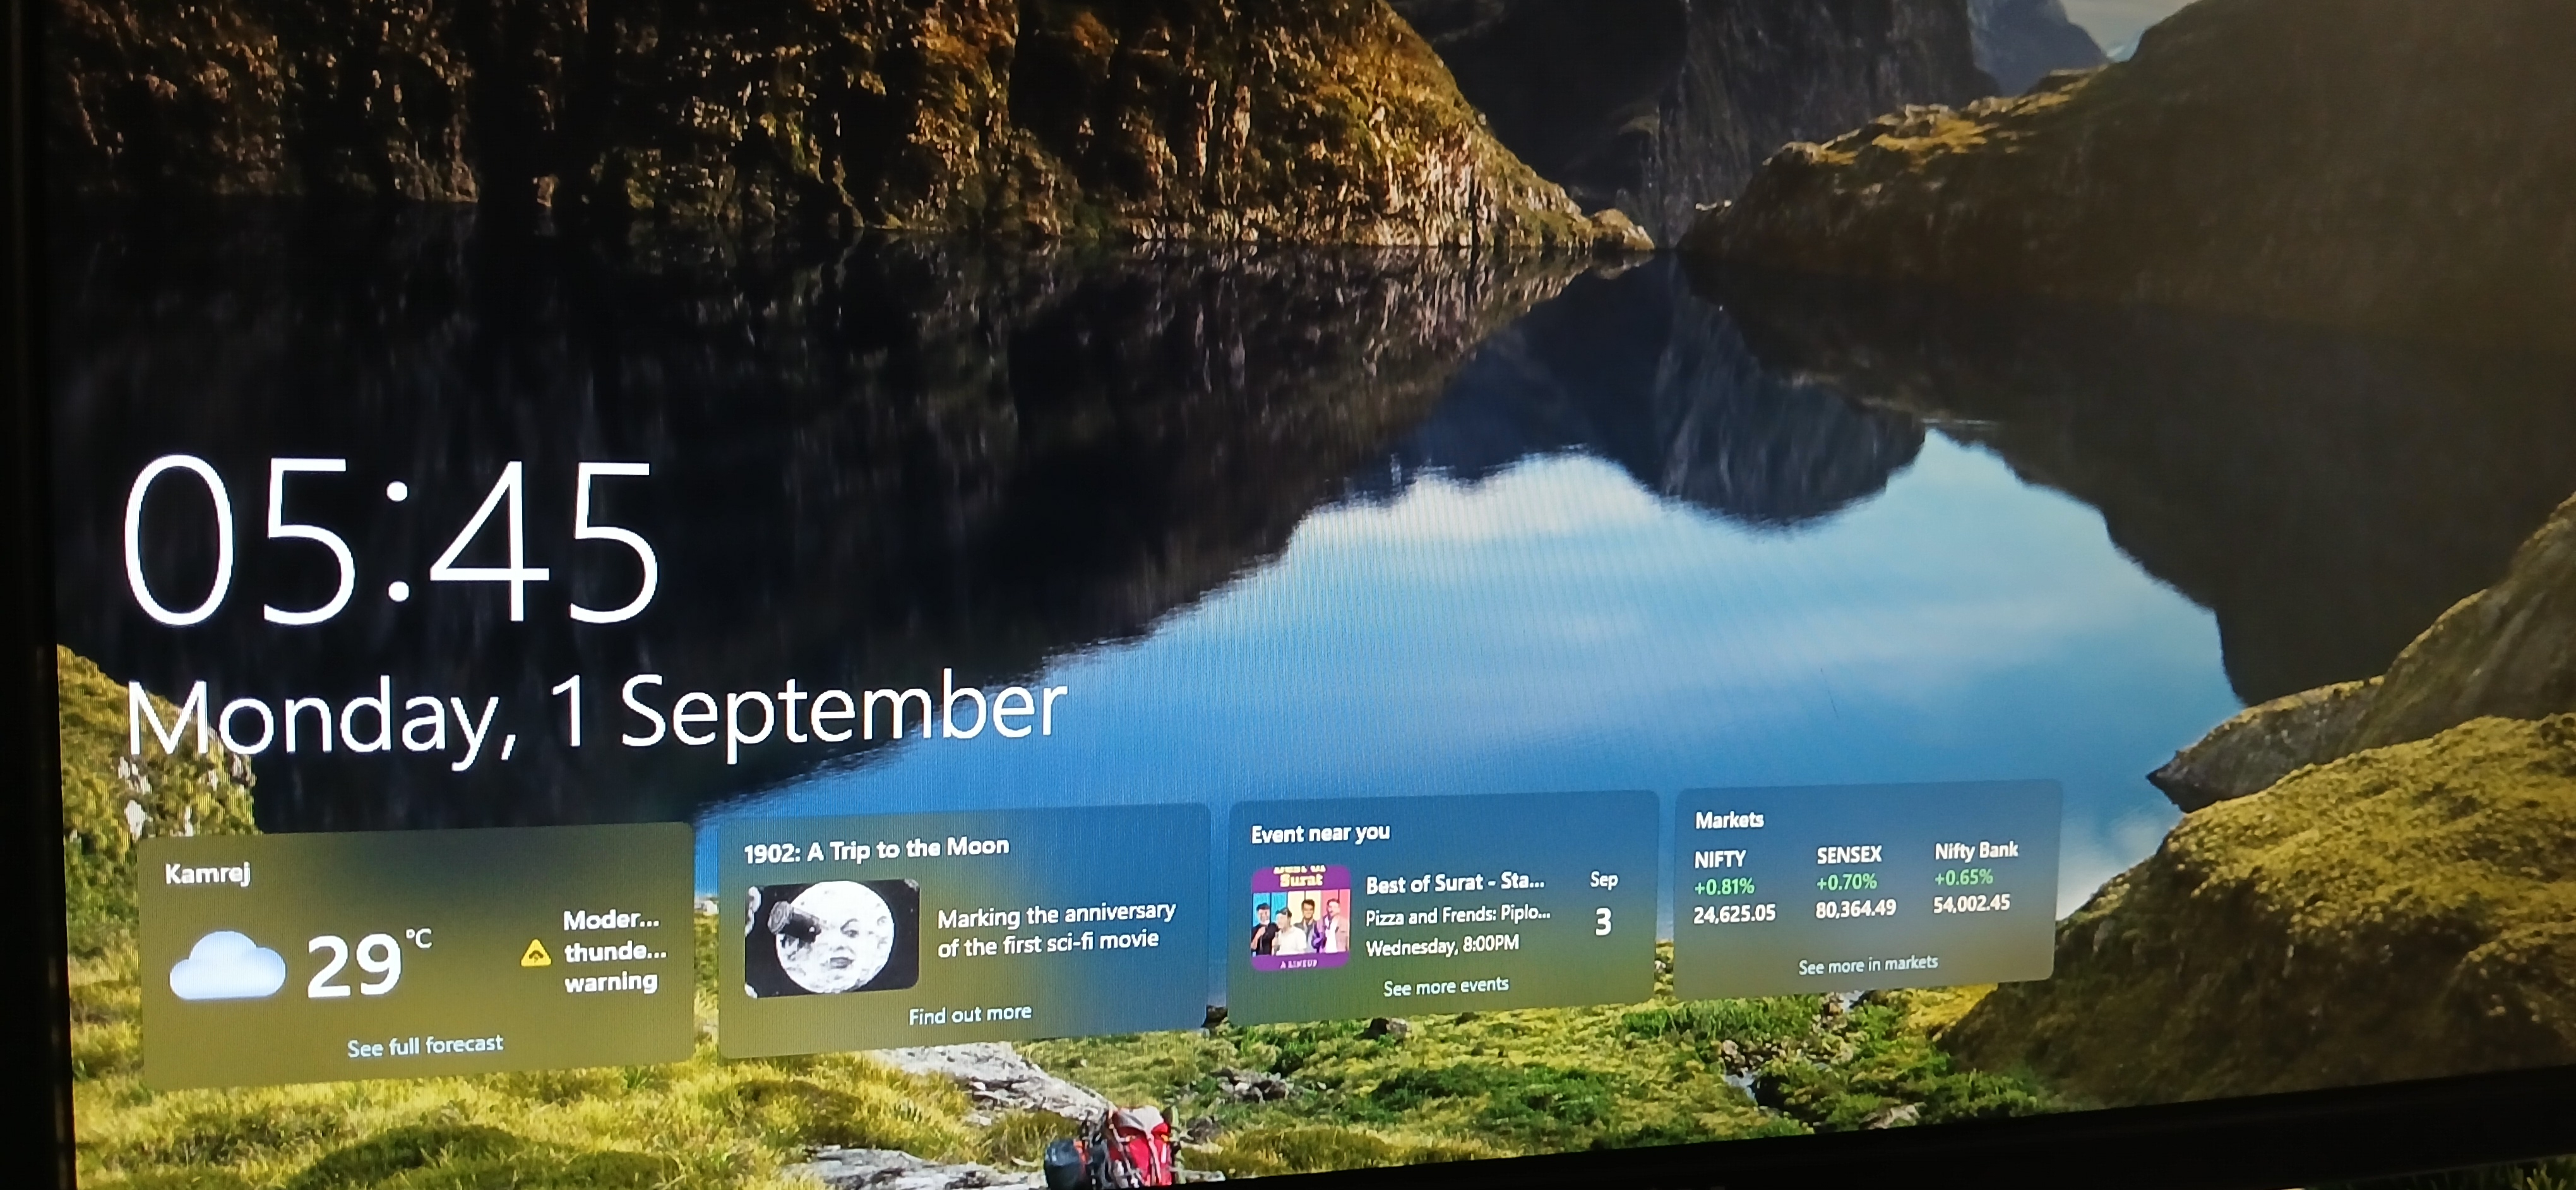 05:45
Monday, 1 September
Kamrej
29 °C
Moder...
thunde...
warning
See full forecast
1902: A Trip to the Moon
Marking the anniversary
of the first sci-fi movie
Find out more
Event near you
Surat
A LINEUP
Best of Surat - Sta...
Pizza and Frends: Piplo...
Wednesday, 8:00PM
Sep
3
See more events
Markets
NIFTY SENSEX Nifty Bank
+0.81% +0.70% +0.65%
24,625.05 80,364.49 54,002.45
See more in markets